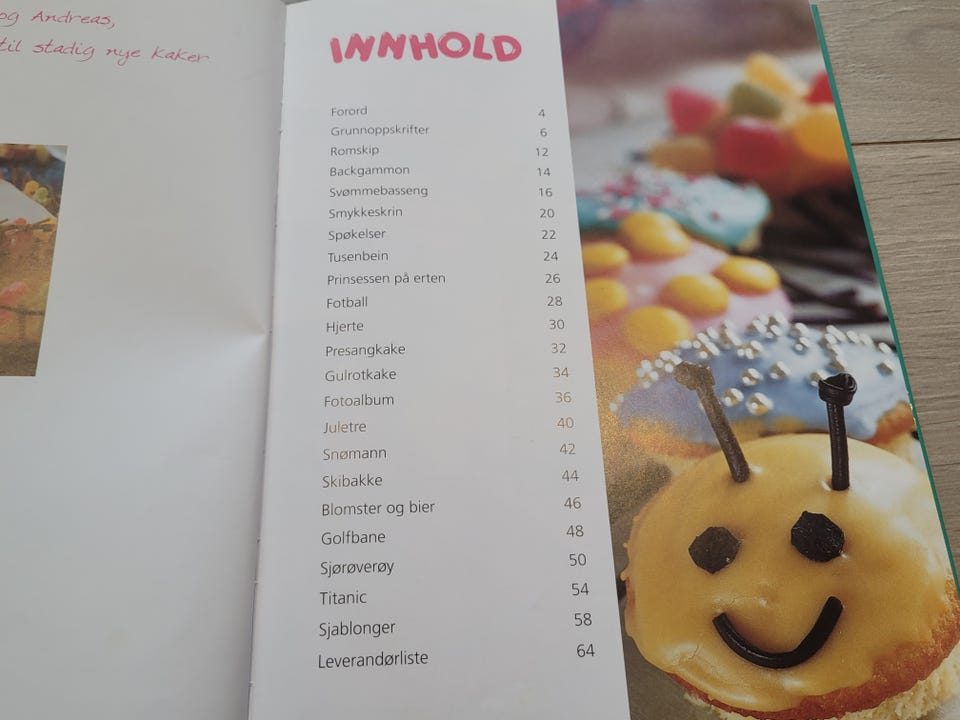 og Andreas,
til stadig nye kaker
INNHOLD
Forord 4
Grunnoppskrifter 6
Romskip 12
Backgammon 14
Svømmebasseng 16
Smykkeskrin 20
Spøkelser 22
Tusenbein 24
Prinsessen på erten 26
Fotball 28
Hjerte 30
Presangkake 32
Gulrotkake 34
Fotoalbum 36
Juletre 40
Snømann 42
Skibakke 44
Blomster og bier 46
Golfbane 48
Sjørøverøy 50
Titanic 54
Sjablonger 58
Leverandørliste 64